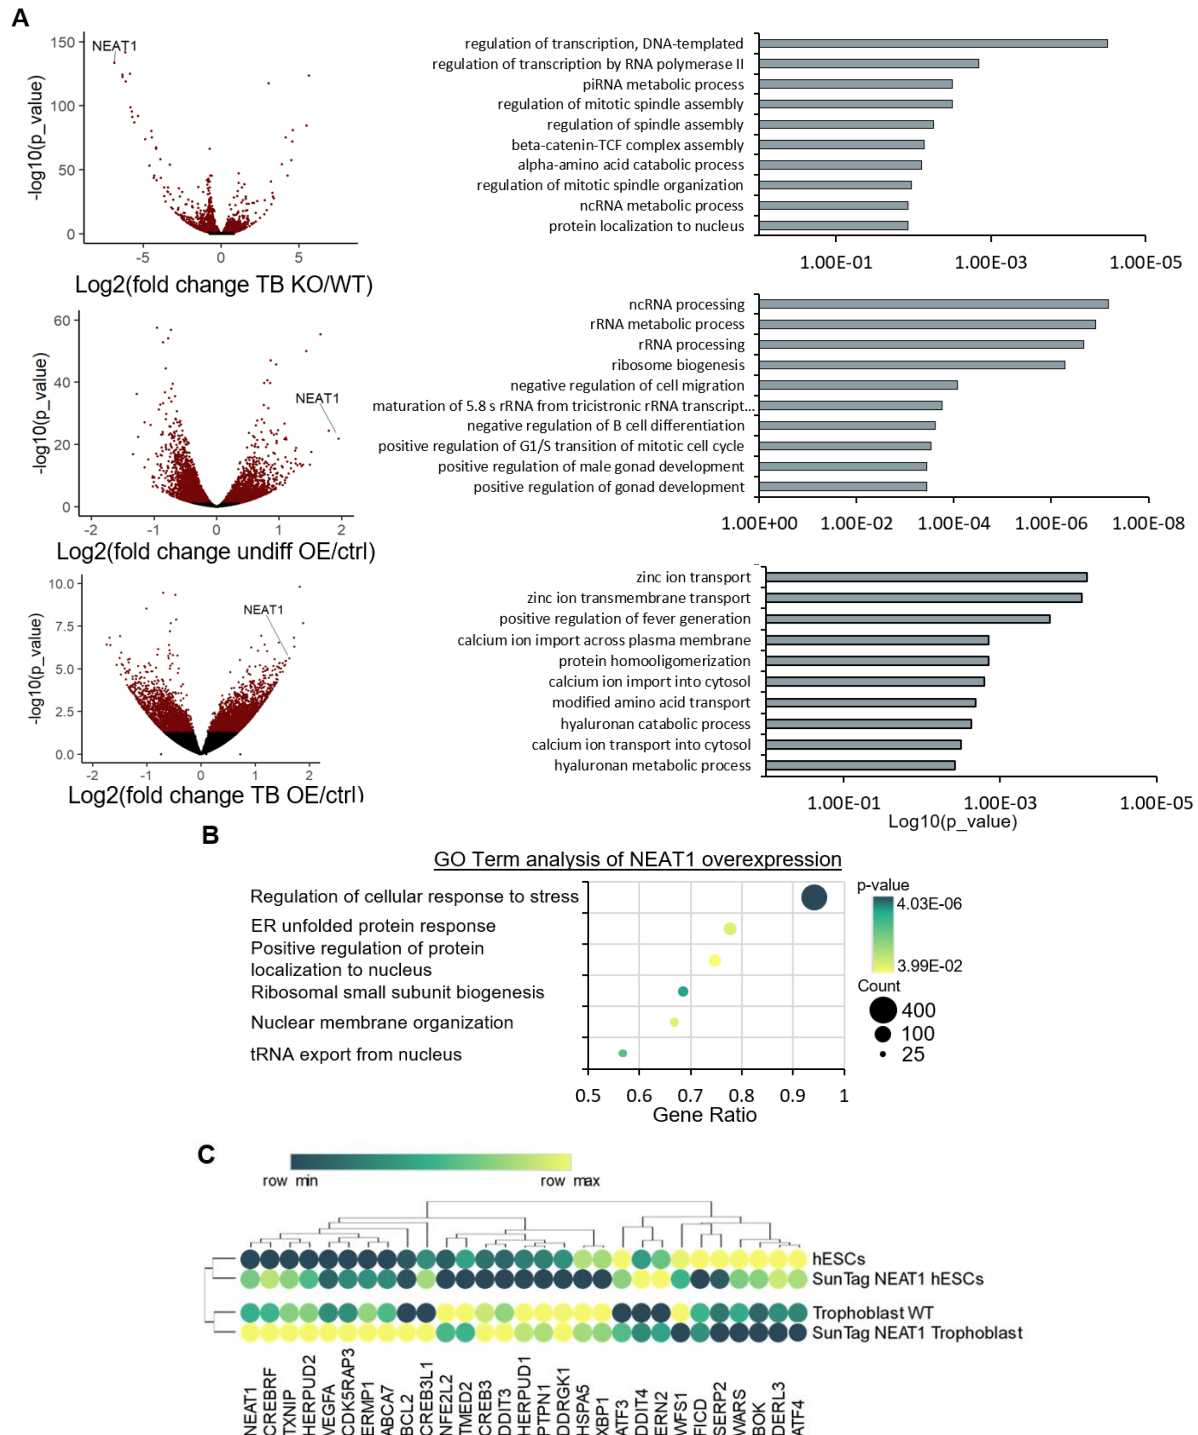 A
150
100
50
0
-log10(p_value)
NEAT1
-5
0
5
Log2(fold change TB KO/WT)
regulation of transcription, DNA-templated
regulation of transcription by RNA polymerase II
piRNA metabolic process
regulation of mitotic spindle assembly
regulation of spindle assembly
beta-catenin-TCF complex assembly
alpha-amino acid catabolic process
regulation of mitotic spindle organization
ncRNA metabolic process
protein localization to nucleus
1.00E-01
1.00E-03
1.00E-05
60
40
20
0
-log10(p_value)
NEAT1
-2
-1
0
1
2
Log2(fold change undiff OE/ctrl)
ncRNA processing
rRNA metabolic process
rRNA processing
ribosome biogenesis
negative regulation of cell migration
maturation of 5.8 s rRNA from tricistronic rRNA transcript...
negative regulation of B cell differentiation
positive regulation of G1/S transition of mitotic cell cycle
positive regulation of male gonad development
positive regulation of gonad development
1.00E+00
1.00E-02
1.00E-04
1.00E-06
1.00E-08
10.0
7.5
5.0
2.5
0.0
-log10(p_value)
NEAT1
-2
-1
0
1
2
Log2(fold change TB OE/ctrl)
zinc ion transport
zinc ion transmembrane transport
positive regulation of fever generation
calcium ion import across plasma membrane
protein homooligomerization
calcium ion import into cytosol
modified amino acid transport
hyaluronan catabolic process
calcium ion transport into cytosol
hyaluronan metabolic process
1.00E-01
1.00E-03
1.00E-05
Log10(p_value)
B
GO Term analysis of NEAT1 overexpression
Regulation of cellular response to stress
ER unfolded protein response
Positive regulation of protein
localization to nucleus
Ribosomal small subunit biogenesis
Nuclear membrane organization
tRNA export from nucleus
0.5
0.6
0.7
0.8
0.9
1
Gene Ratio
p-value
4.03E-06
3.99E-02
Count
400
100
25
C
row min
row max
hESCs
SunTag NEAT1 hESCs
Trophoblast WT
SunTag NEAT1 Trophoblast
NEAT1
CREBRF
TXNIP
HERPUD2
VEGFA
CDK5RAP3
ERMP1
ABCA7
BCL2
CREB3L1
NFE2L2
TMED2
CREB3
DDIT3
HERPUD1
PTPN1
DDRGK1
HSPA5
XBP1
ATF3
DDIT4
ERN2
WFS1
FICD
SERP2
WARS
BOK
DERL3
ATF4